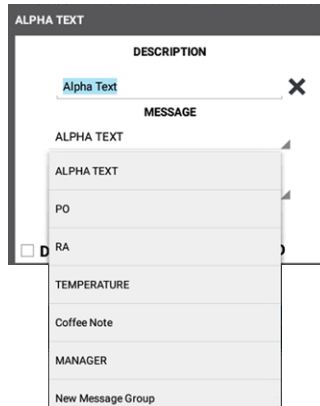 ALPHA TEXT
DESCRIPTION
Alpha Text
MESSAGE
ALPHA TEXT
ALPHA TEXT
PO
RA
TEMPERATURE
Coffee Note
MANAGER
New Message Group